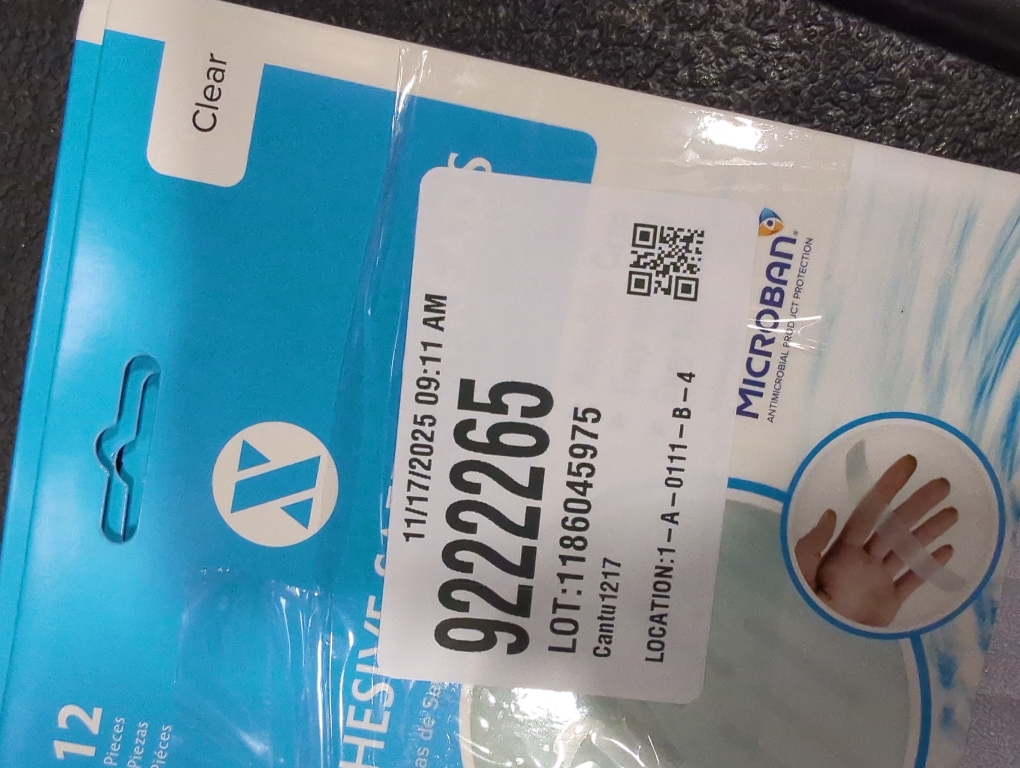 Clear
12
Pieces
Piezas
Pièces
11/17/2025 09:11 AM
9222265
LOT:1186045975
Cantu1217
LOCATION:1-A-0111-B-4
MICROBAN®
ANTIMICROBIAL PRODUCT PROTECTION